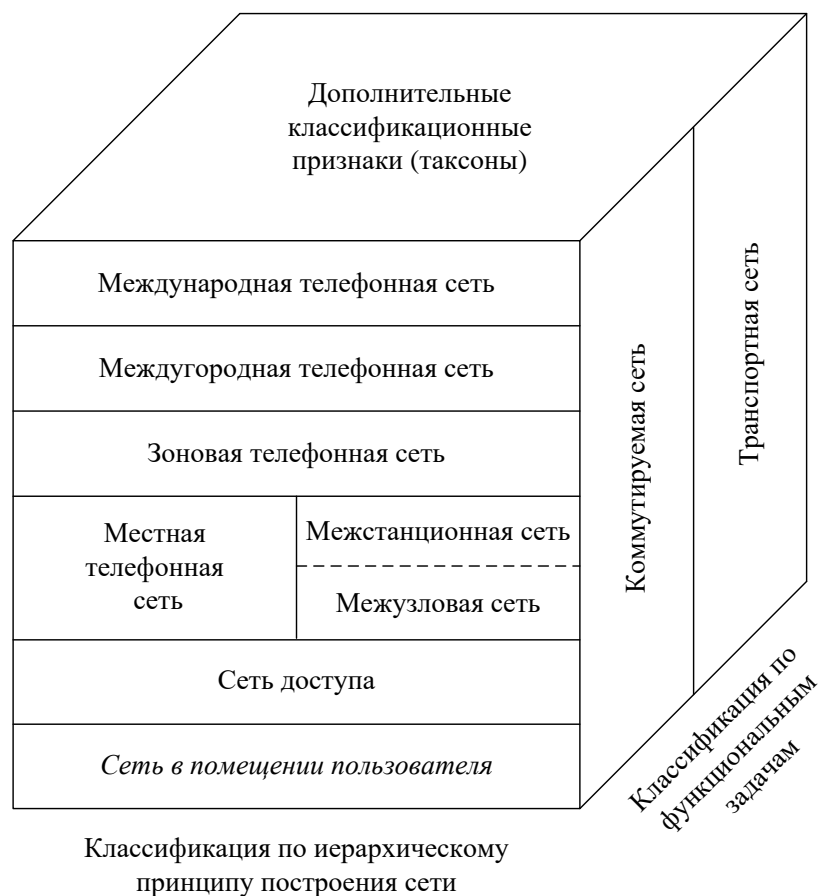 Дополнительные
классификационные
признаки (таксоны)
Международная телефонная сеть
Междугородная телефонная сеть
Зоновая телефонная сеть
Местная
телефонная
сеть
Межстанционная сеть
Межузловая сеть
Сеть доступа
Сеть в помещении пользователя
Коммутируемая сеть
Транспортная сеть
Классификация по
функциональным
задачам
Классификация по иерархическому
принципу построения сети